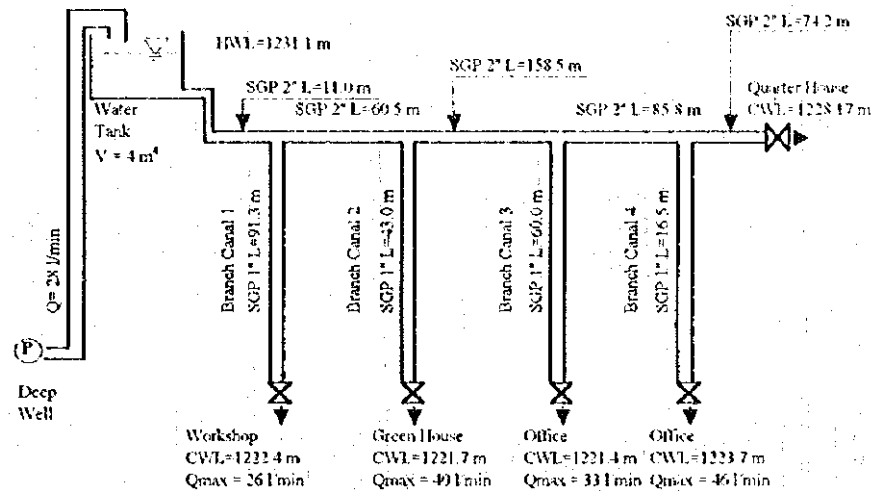 SGP 2" L=74.2 m
HWL=1231.1 m
SGP 2" L=158.5 m
SGP 2" L=11.0 m
Quarter House
Water
SGP 2" L=60.5 m
SGP 2" L=85.8 m
CWL=1228.17 m
Tank
V = 4 m⁴
Q= 28 l/min
Branch Canal 1
SGP 1" L=91.3 m
Branch Canal 2
SGP 1" L=43.0 m
Branch Canal 3
SGP 1" L=60.0 m
Branch Canal 4
SGP 1" L=16.5 m
P
Deep
Well
Workshop
CWL=1222.4 m
Qmax = 26 l/min
Green House
CWL=1221.7 m
Qmax = 40 l/min
Office
CWL=1221.4 m
Qmax = 33 l/min
Office
CWL=1223.7 m
Qmax = 46 l/min